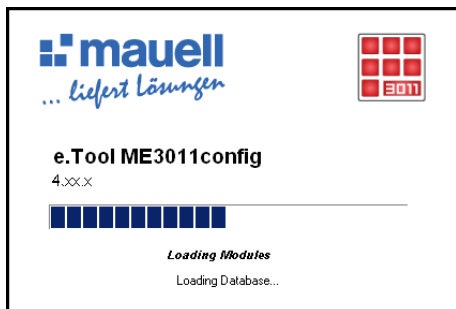 mauell
... liefert Lösungen
3011
e.Tool ME3011config
4.xx.x
Loading Modules
Loading Database...